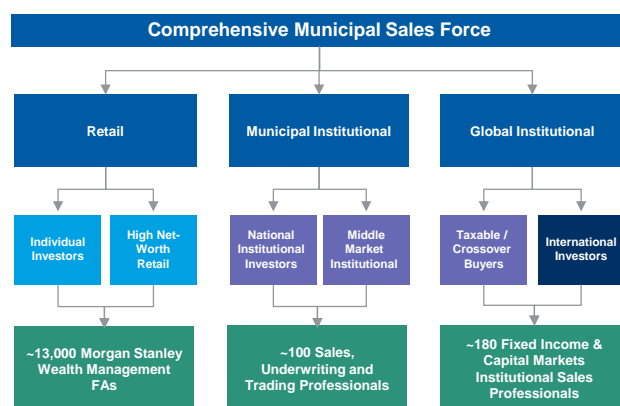 Comprehensive Municipal Sales Force
Retail
Municipal Institutional
Global Institutional
Individual
Investors
High Net-
Worth
Retail
National
Institutional
Investors
Middle
Market
Institutional
Taxable /
Crossover
Buyers
International
Investors
~13,000 Morgan Stanley
Wealth Management
FAs
~100 Sales,
Underwriting and
Trading Professionals
~180 Fixed Income &
Capital Markets
Institutional Sales
Professionals